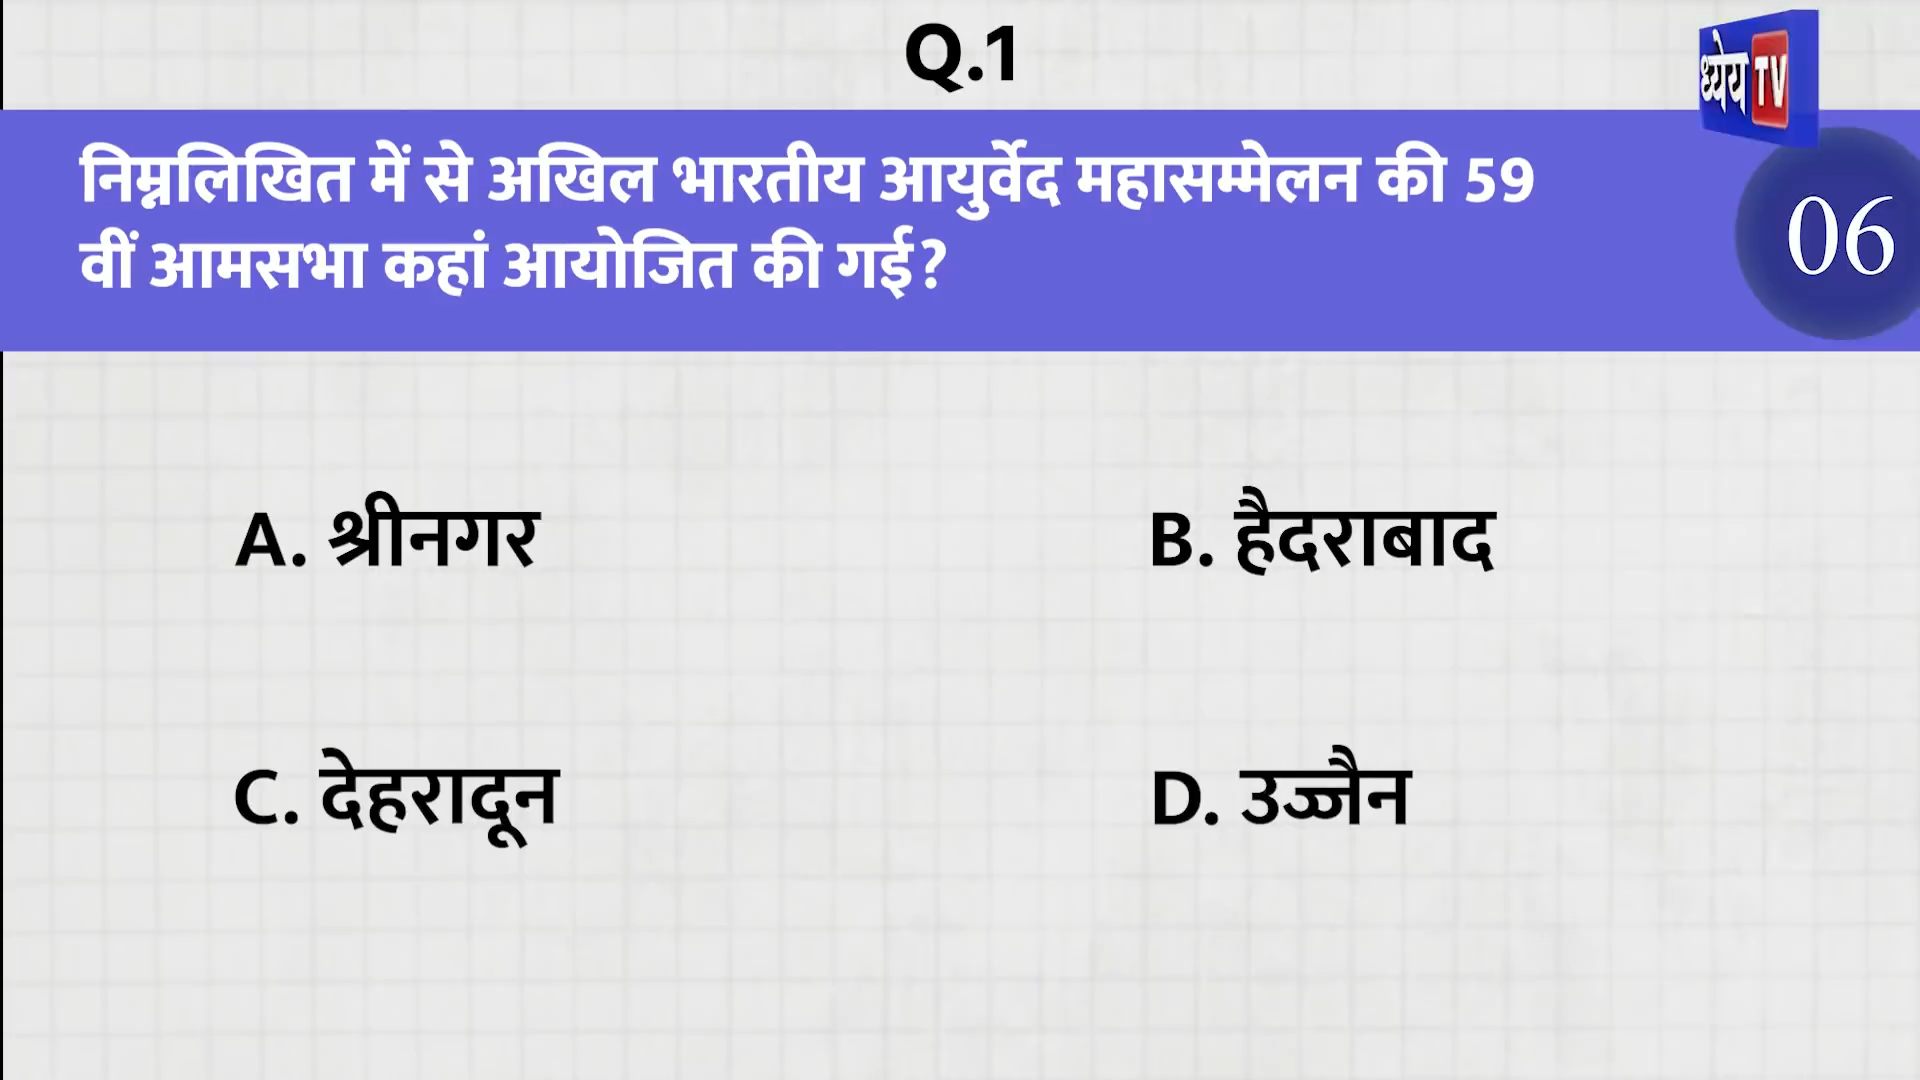 Q.1
ध्येय TV
निम्नलिखित में से अखिल भारतीय आयुर्वेद महासम्मेलन की 59
वीं आमसभा कहां आयोजित की गई?
06
A. श्रीनगर
B. हैदराबाद
C. देहरादून
D. उज्जैन